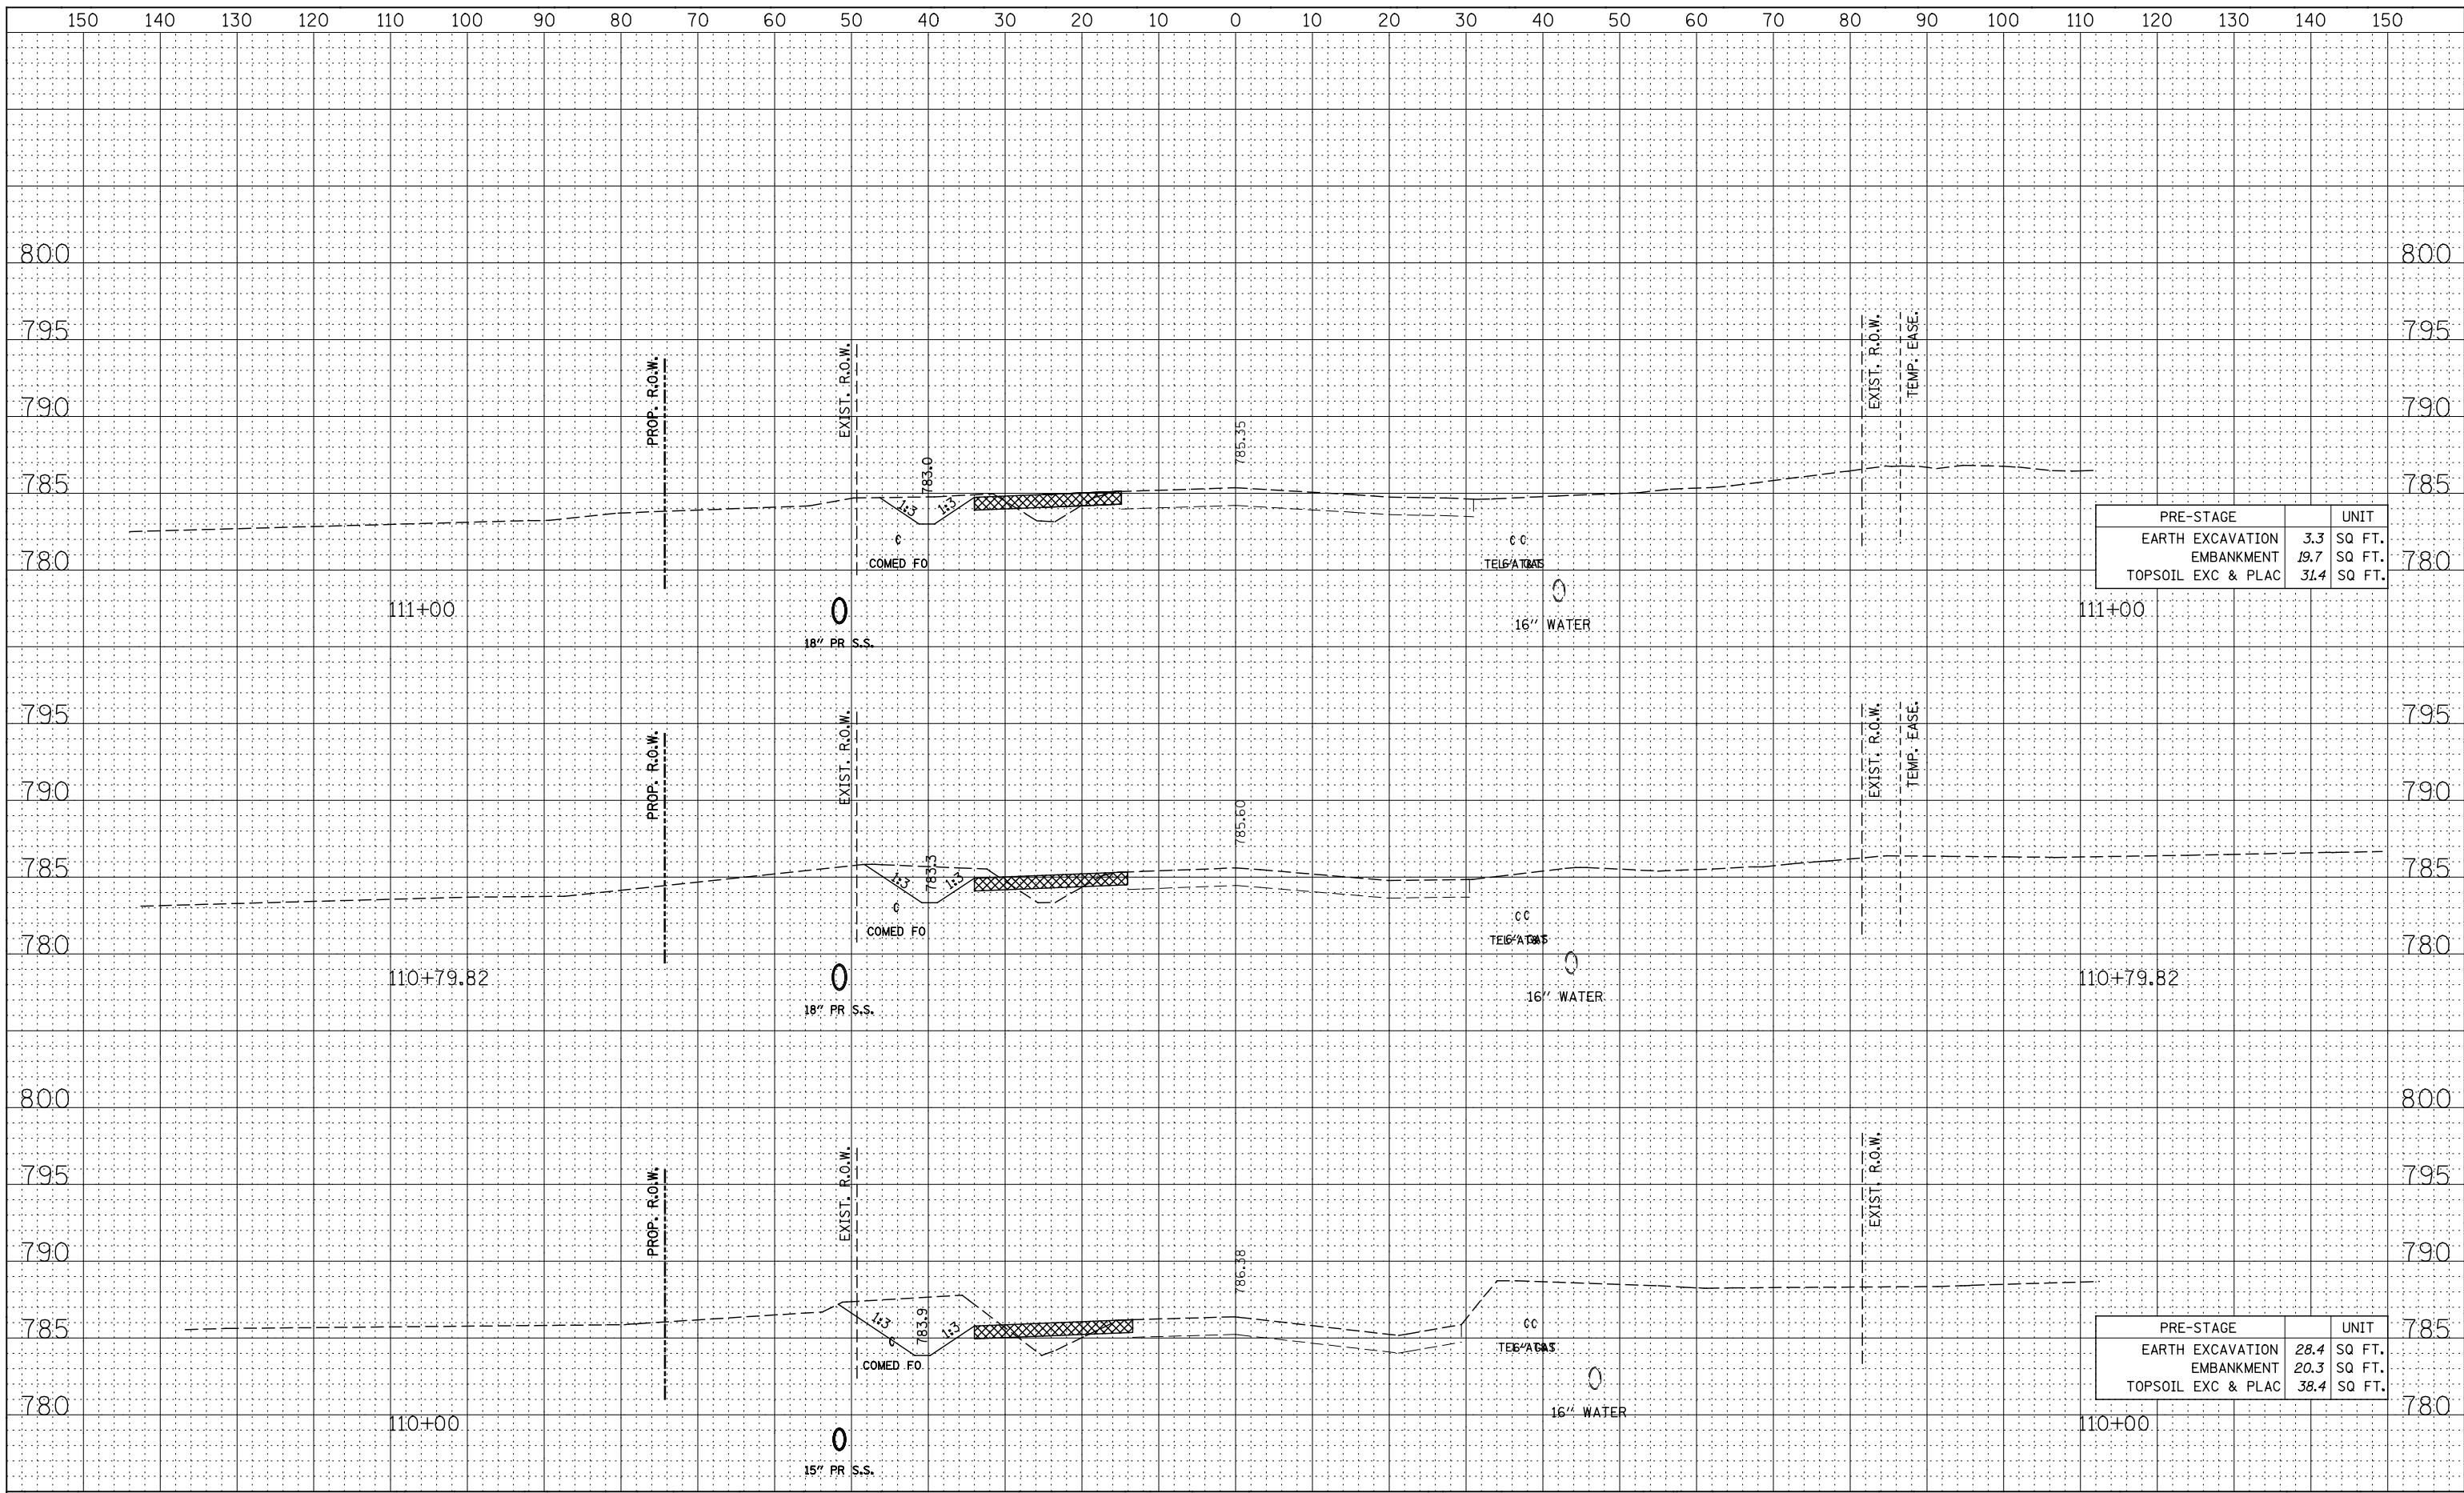 150 140 130 120 110 100 90 80 70 60 50 40 30 20 10 0 10 20 30 40 50 60 70 80 90 100 110 120 130 140 150
800 800
795 795
790 790
785 785
780 780
PROP. R.O.W.
EXIST. R.O.W.
1:3
783.0
1:3
785.35
EXIST. R.O.W.
TEMP. EASE.
COMED FO
16" WATER
18" PR S.S.
111+00 111+00
PRE-STAGE UNIT
EARTH EXCAVATION 3.3 SQ FT.
EMBANKMENT 19.7 SQ FT.
TOPSOIL EXC & PLAC 31.4 SQ FT.
795 795
790 790
785 785
780 780
PROP. R.O.W.
EXIST. R.O.W.
1:3
783.3
1:3
785.60
EXIST. R.O.W.
TEMP. EASE.
COMED FO
16" WATER
18" PR S.S.
110+79.82 110+79.82
800 800
795 795
790 790
785 785
780 780
PROP. R.O.W.
EXIST. R.O.W.
1:3
783.9
1:3
786.38
EXIST. R.O.W.
COMED FO
16" WATER
15" PR S.S.
110+00 110+00
PRE-STAGE UNIT
EARTH EXCAVATION 28.4 SQ FT.
EMBANKMENT 20.3 SQ FT.
TOPSOIL EXC & PLAC 38.4 SQ FT.